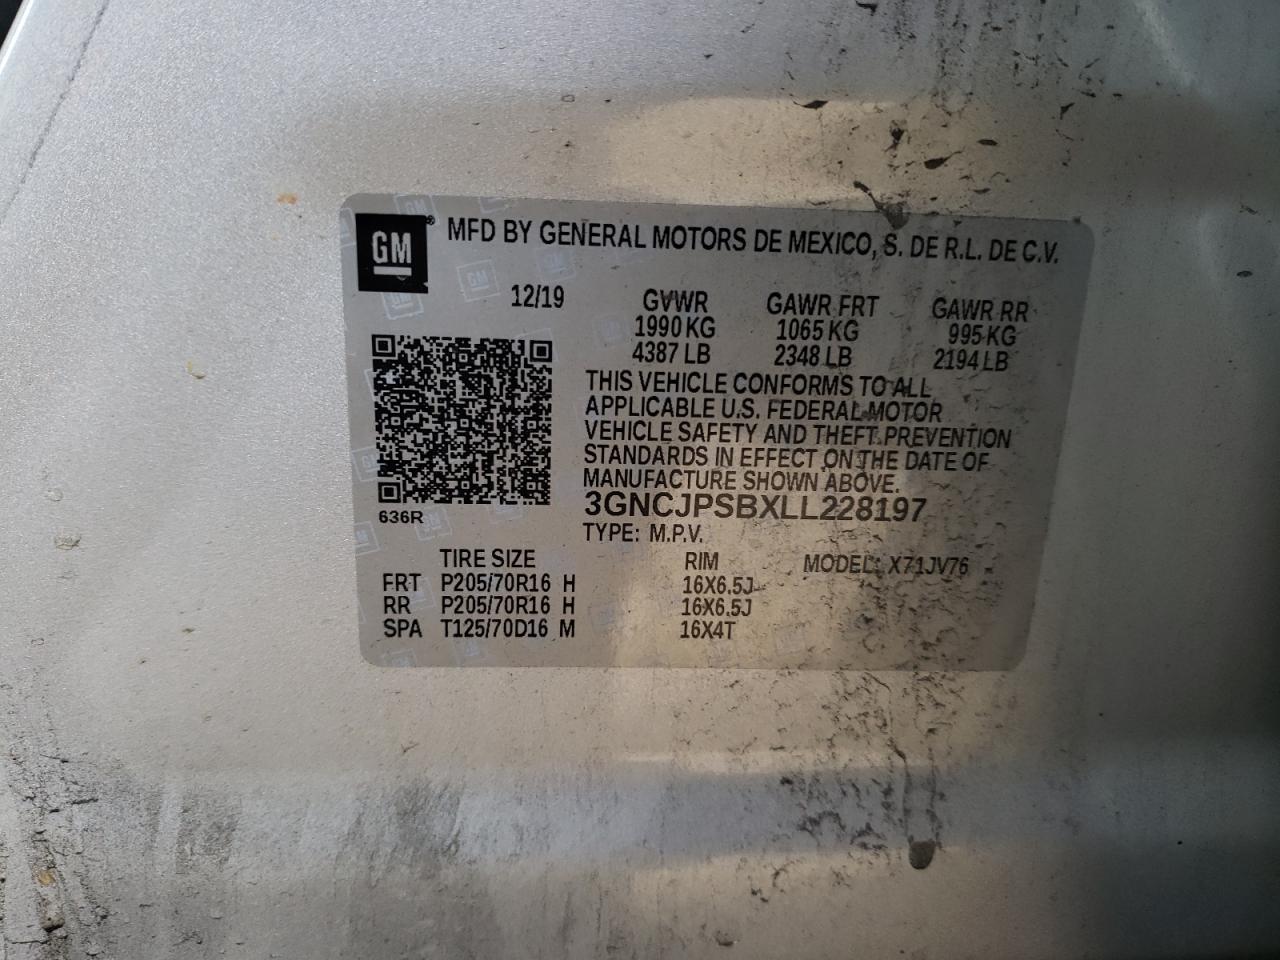 GM® MFD BY GENERAL MOTORS DE MEXICO, S. DE R.L. DE C.V.
12/19 GVWR GAWR FRT GAWR RR
1990 KG 1065 KG 995 KG
4387 LB 2348 LB 2194 LB
THIS VEHICLE CONFORMS TO ALL
APPLICABLE U.S. FEDERAL MOTOR
VEHICLE SAFETY AND THEFT PREVENTION
STANDARDS IN EFFECT ON THE DATE OF
MANUFACTURE SHOWN ABOVE.
3GNCJPSBXLL228197
636R
TYPE: M.P.V.
TIRE SIZE RIM MODEL: X71JV76
FRT P205/70R16 H 16X6.5J
RR P205/70R16 H 16X6.5J
SPA T125/70D16 M 16X4T